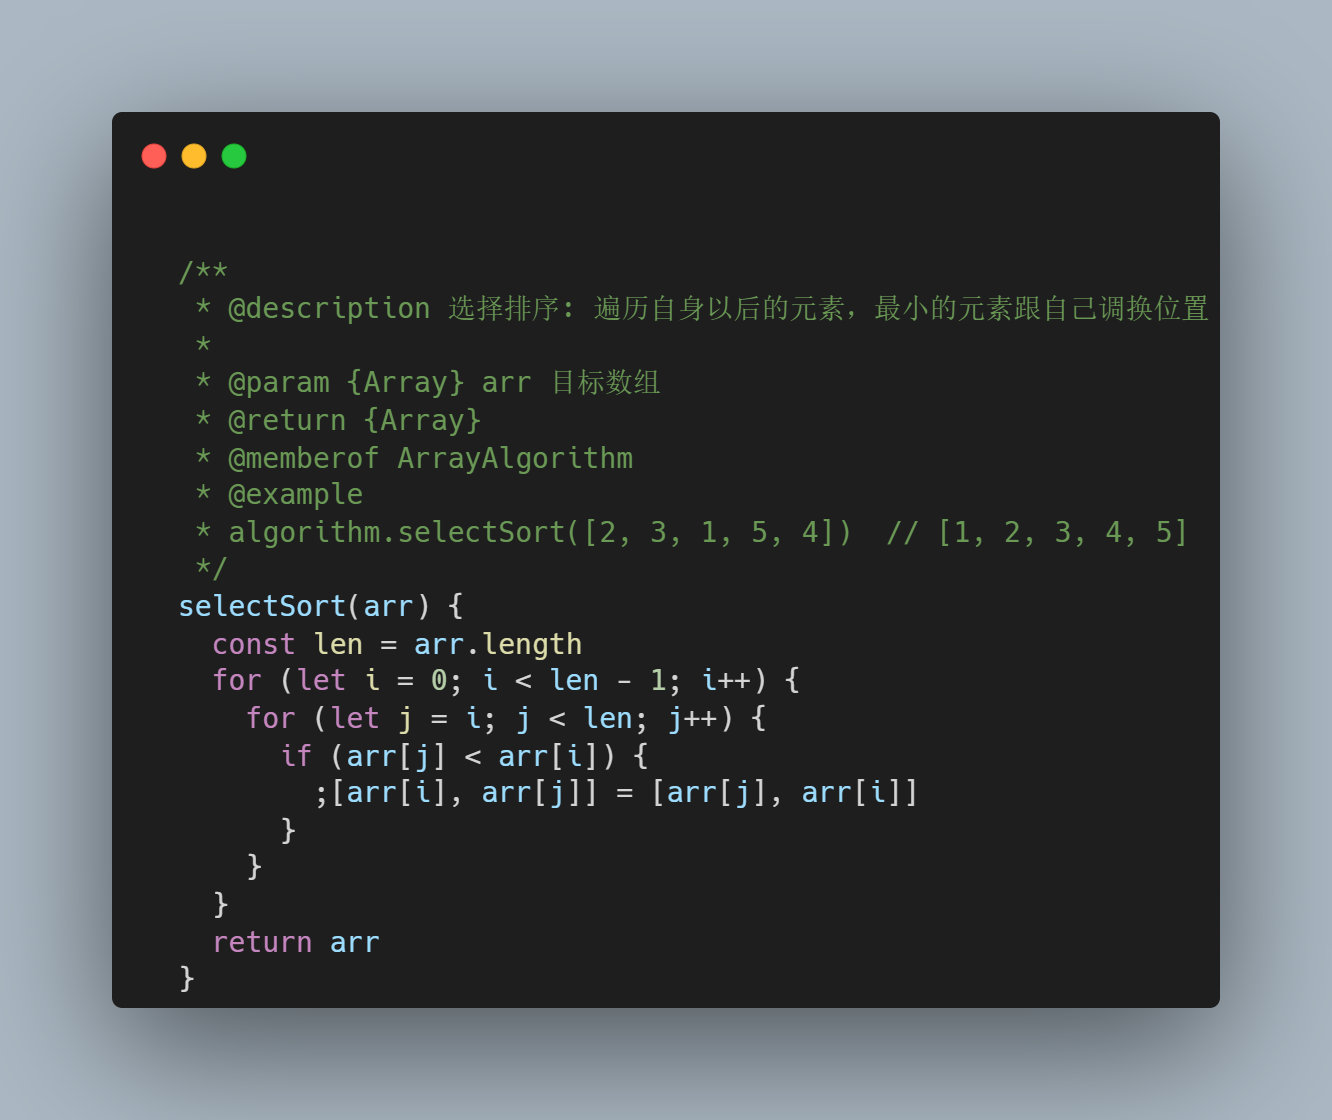 /**
 * @description 选择排序: 遍历自身以后的元素，最小的元素跟自己调换位置
 *
 * @param {Array} arr 目标数组
 * @return {Array}
 * @memberof ArrayAlgorithm
 * @example
 * algorithm.selectSort([2, 3, 1, 5, 4])  // [1, 2, 3, 4, 5]
 */
selectSort(arr) {
  const len = arr.length
  for (let i = 0; i < len - 1; i++) {
    for (let j = i; j < len; j++) {
      if (arr[j] < arr[i]) {
        ;[arr[i], arr[j]] = [arr[j], arr[i]]
      }
    }
  }
  return arr
}